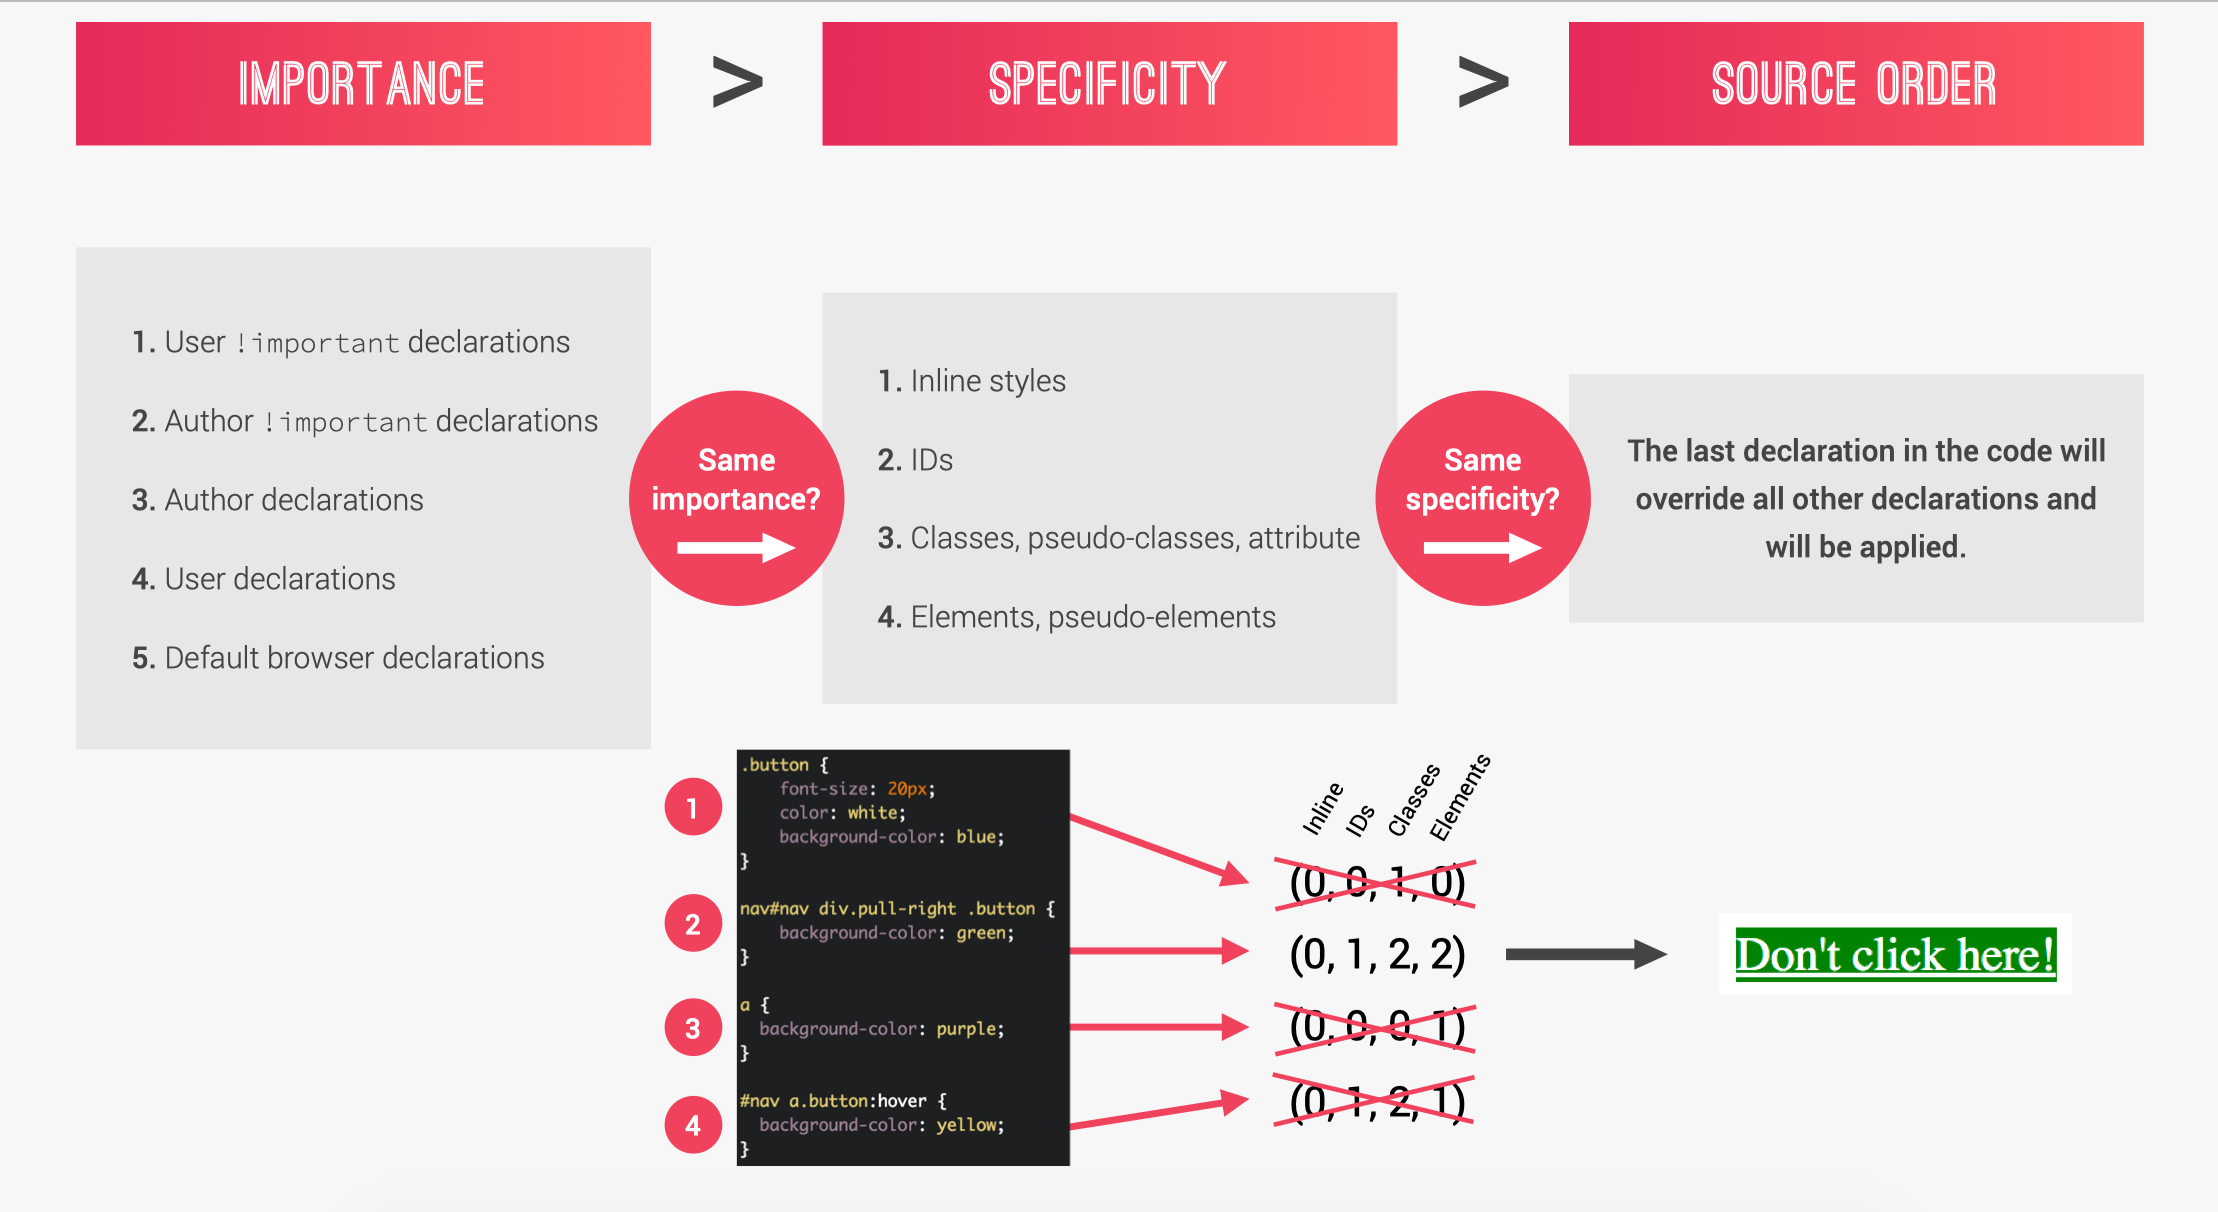 IMPORTANCE > SPECIFICITY > SOURCE ORDER
1. User !important declarations
2. Author !important declarations
3. Author declarations
4. User declarations
5. Default browser declarations
Same
importance?
1. Inline styles
2. IDs
3. Classes, pseudo-classes, attribute
4. Elements, pseudo-elements
Same
specificity?
The last declaration in the code will
override all other declarations and
will be applied.
1
.button {
font-size: 20px;
color: white;
background-color: blue;
}
2
nav#nav div.pull-right .button {
background-color: green;
}
3
a {
background-color: purple;
}
4
#nav a.button:hover {
background-color: yellow;
}
Inline
IDs
Classes
Elements
(0, 0, 1, 0)
(0, 1, 2, 2)
(0, 0, 0, 1)
(0, 1, 2, 1)
Don't click here!